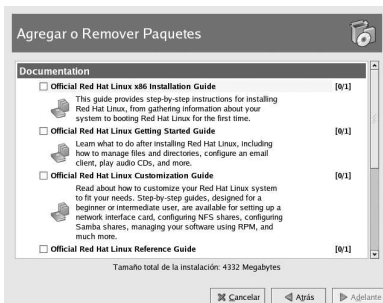 Agregar o Remover Paquetes
Documentation
Official Red Hat Linux x86 Installation Guide [0/1]
This guide provides step-by-step instructions for installing
Red Hat Linux, from gathering information about your
system to booting Red Hat Linux for the first time.
Official Red Hat Linux Getting Started Guide [0/1]
Learn what to do after installing Red Hat Linux, including
how to manage files and directories, configure an email
client, play audio CDs, and more.
Official Red Hat Linux Customization Guide [0/1]
Read about how to customize your Red Hat Linux system
to fit your needs. Step-by-step guides, designed for a
beginner or intermediate user, are available for setting up a
network interface card, configuring NFS shares, configuring
Samba shares, managing your software using RPM, and
much more.
Official Red Hat Linux Reference Guide [0/1]
Tamaño total de la instalación: 4332 Megabytes
Cancelar Atrás Adelante